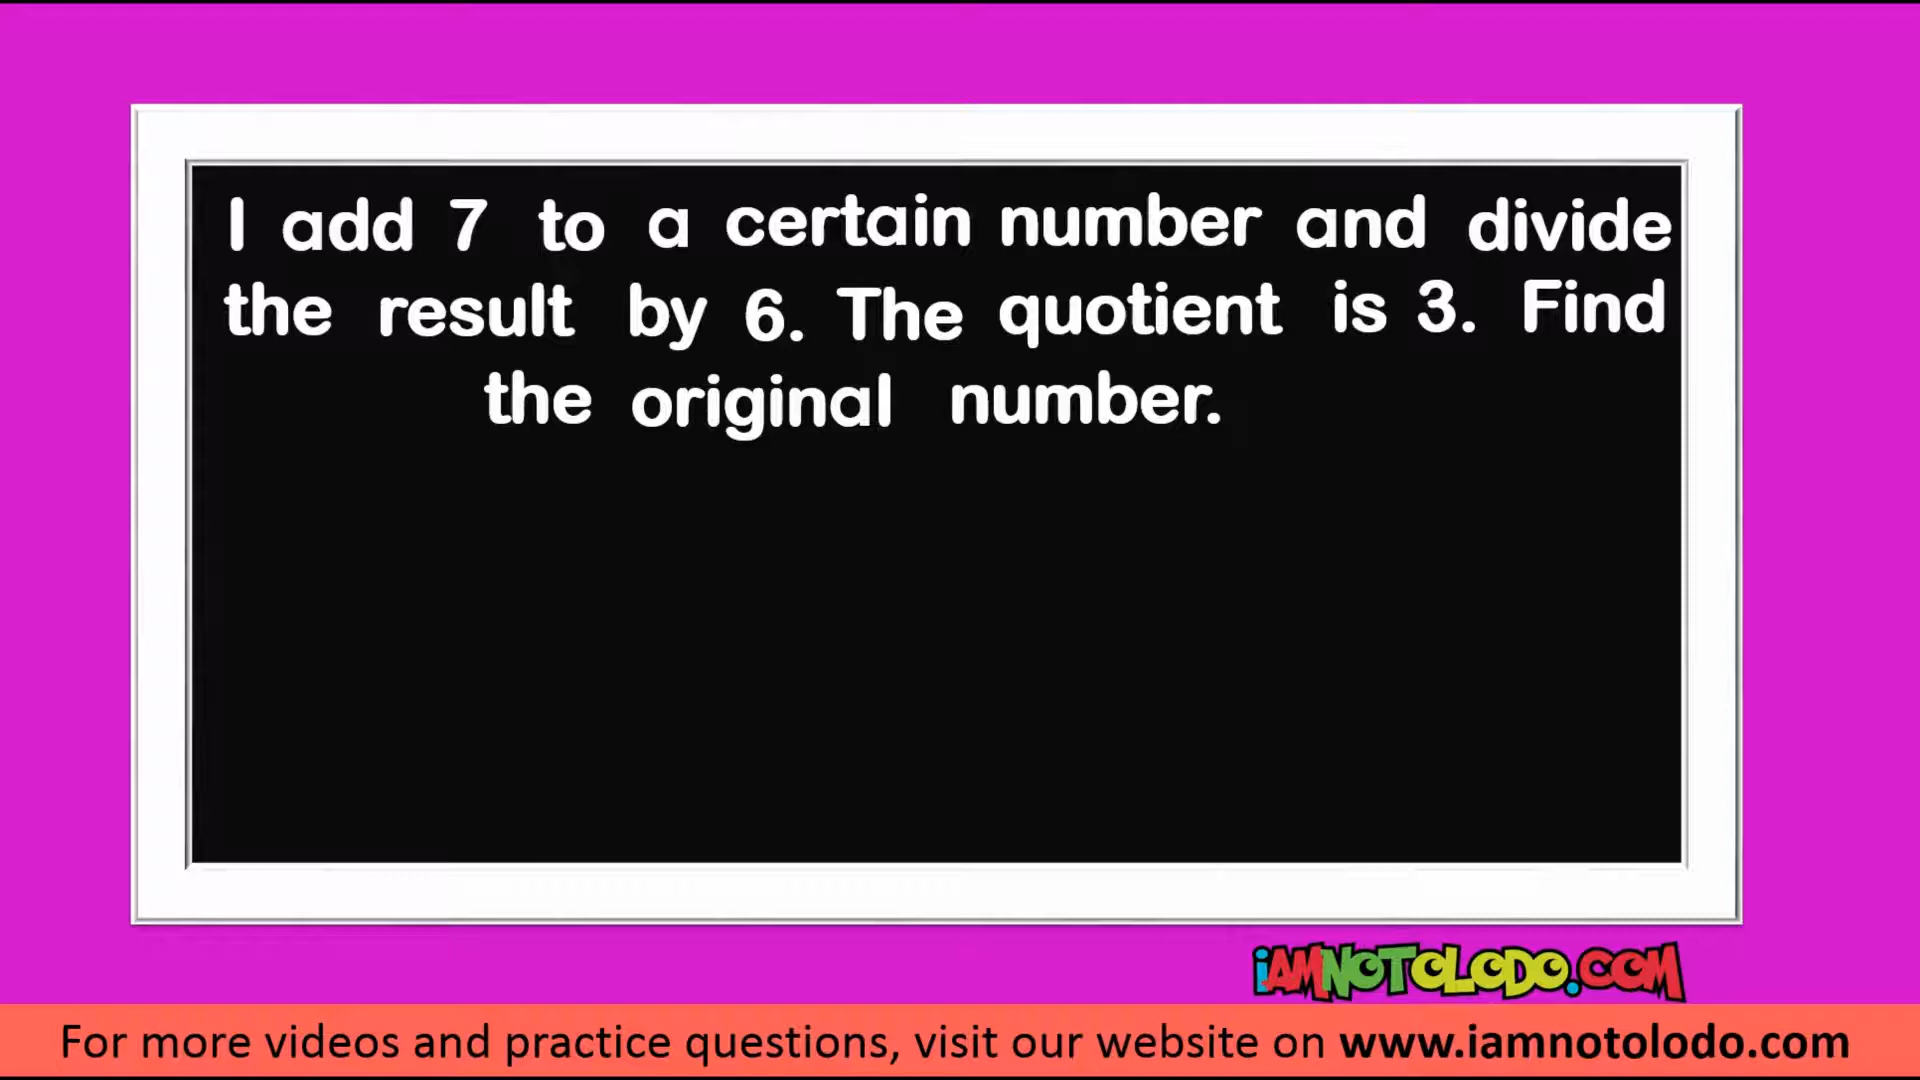 I add 7 to a certain number and divide
the result by 6. The quotient is 3. Find
the original number.
iAMNOTOLODO.COM
For more videos and practice questions, visit our website on www.iamnotolodo.com